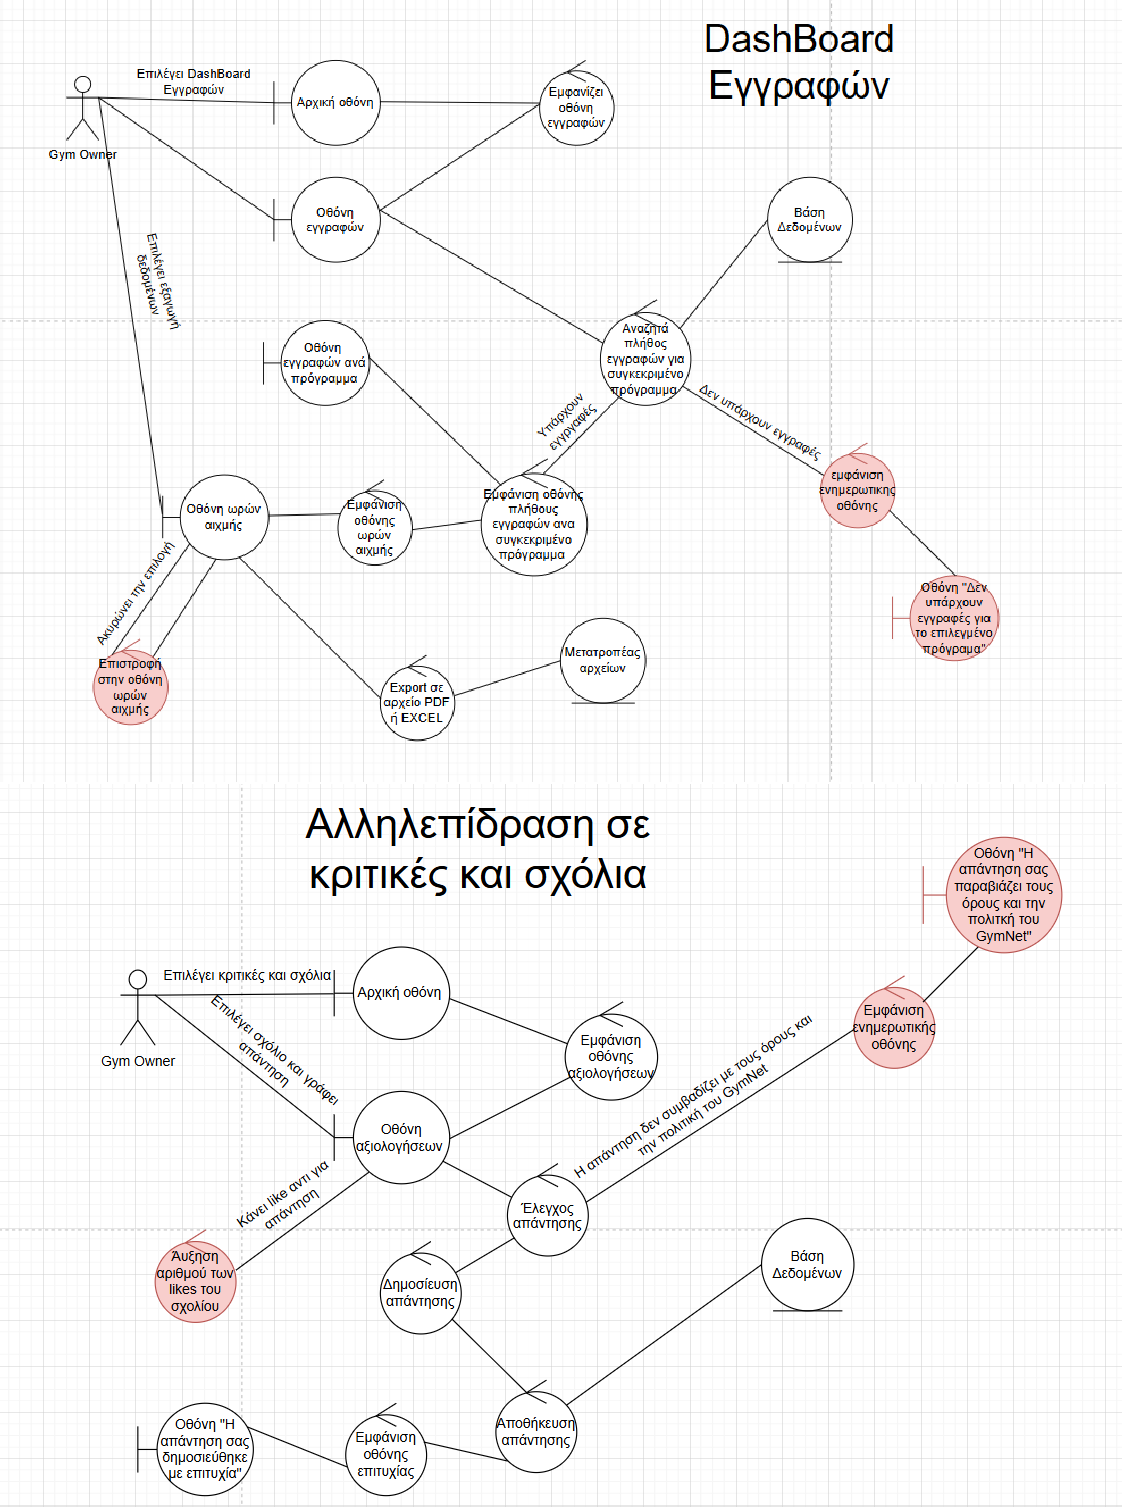 DashBoard
Εγγραφών
Επιλέγει DashBoard
Εγγραφών
Gym Owner
Αρχική οθόνη
Εμφανίζει
οθόνη
εγγραφών
Οθόνη
εγγραφών
Βάση
Δεδομένων
Επιλέγει εξαγωγή
δεδομένων
Οθόνη
εγγραφών ανά
πρόγραμμα
Αναζητά
πλήθος
εγγραφών για
συγκεκριμένο
πρόγραμμα
Υπάρχουν
εγγργαφές
Δεν υπάρχουν εγγραφές
εμφάνιση
ενημερωτικης
οθόνης
Οθόνη ωρών
αιχμής
Εμφάνιση
οθόνης
ωρών
αιχμής
Εμφάνιση οθόνης
πλήθους
εγγραφών ανα
συγκεκριμένο
πρόγραμμα
Οθόνη "Δεν
υπάρχουν
εγγραφές για
το επιλεγμένο
πρόγραμα"
Ακυρώνει την επιλογή
Επιστροφή
στην οθόνη
ωρών
αιχμής
Export σε
αρχείο PDF
ή EXCEL
Μετατροπέας
αρχείων
Αλληλεπίδραση σε
κριτικές και σχόλια
Οθόνη "Η
απάντηση σας
παραβιάζει τους
όρους και την
πολιτκή του
GymNet"
Επιλέγει κριτικές και σχόλια
Gym Owner
Αρχική οθόνη
Επιλέγει σχόλιο και γράφει
απάντηση
Εμφάνιση
οθόνης
αξιολογήσεων
Εμφάνιση
ενημερωτικής
οθόνης
Η απάντηση δεν συμβαδίζει με τους όρους και
την πολιτική του GymNet
Οθόνη
αξιολογήσεων
Κάνει like αντι για
απάντηση
Έλεγχος
απάντησης
Άυξηση
αριθμού των
likes του
σχολίου
Δημοσίευση
απάντησης
Βάση
Δεδομένων
Οθόνη "Η
απάντηση σας
δημοσιεύθηκε
με επιτυχία"
Εμφάνιση
οθόνης
επιτυχίας
Αποθήκευση
απάντησης